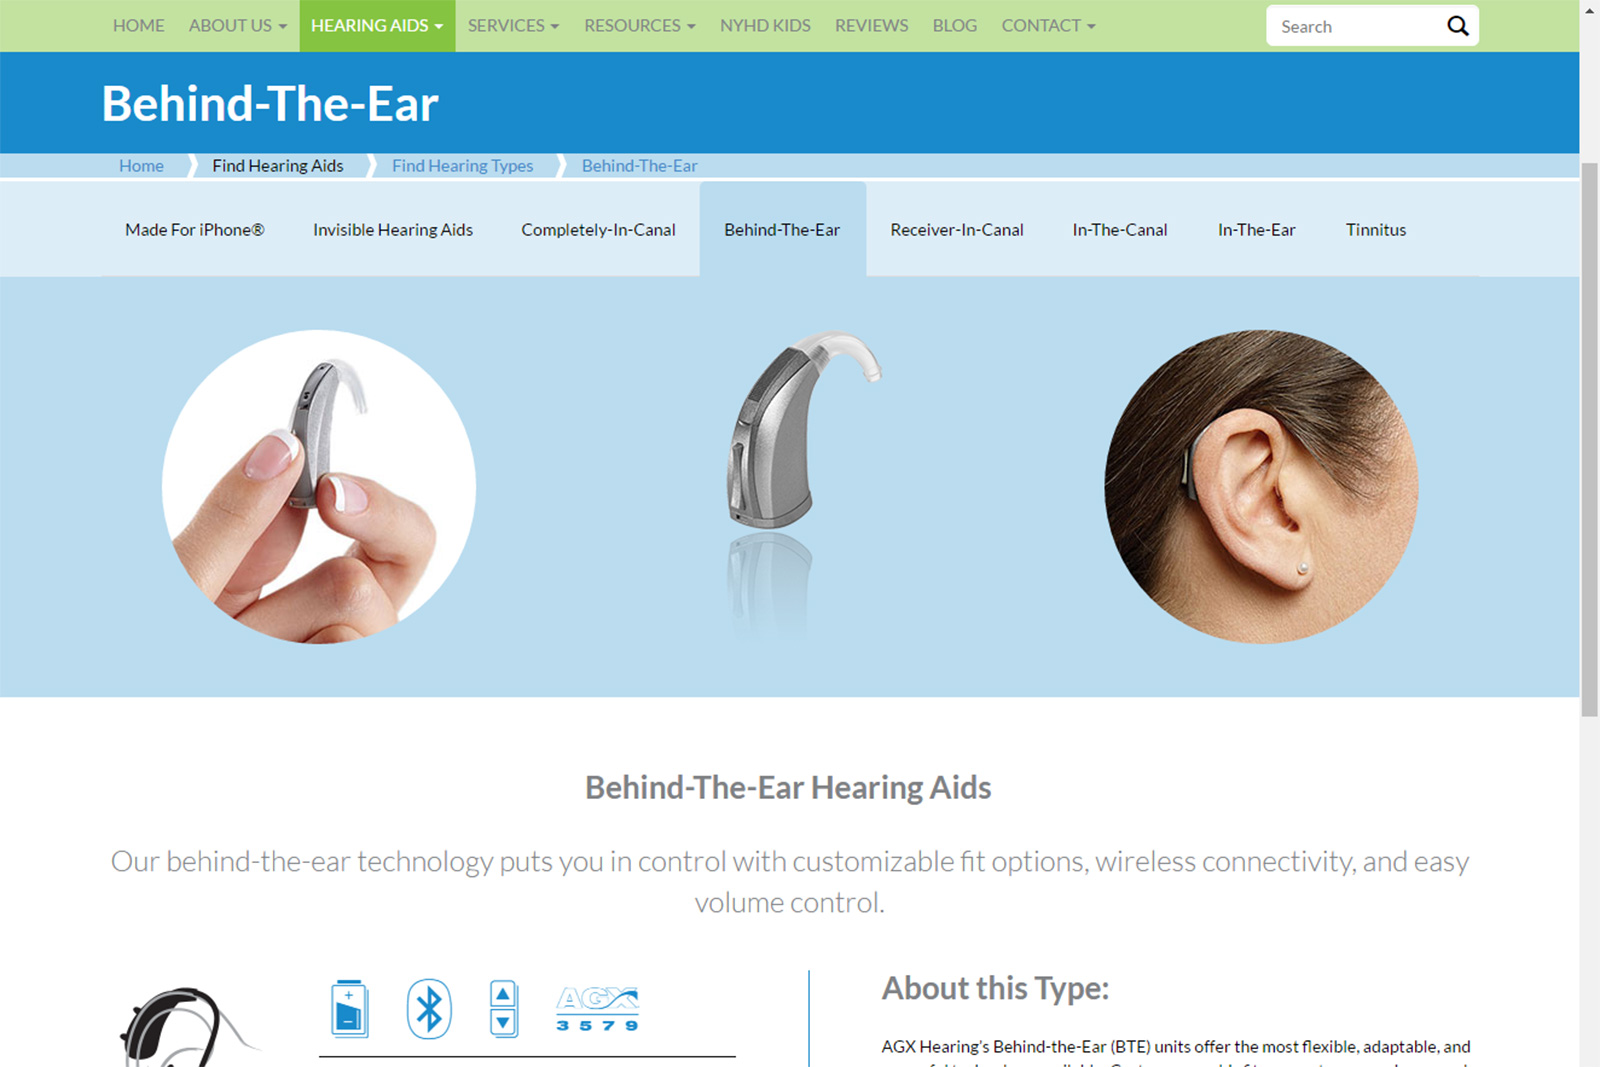 HOME ABOUT US HEARING AIDS SERVICES RESOURCES NYHD KIDS REVIEWS BLOG CONTACT Search
Behind-The-Ear
Home Find Hearing Aids Find Hearing Types Behind-The-Ear
Made For iPhone® Invisible Hearing Aids Completely-In-Canal Behind-The-Ear Receiver-In-Canal In-The-Canal In-The-Ear Tinnitus
Behind-The-Ear Hearing Aids
Our behind-the-ear technology puts you in control with customizable fit options, wireless connectivity, and easy
volume control.
AGX
3 5 7 9
About this Type:
AGX Hearing's Behind-the-Ear (BTE) units offer the most flexible, adaptable, and